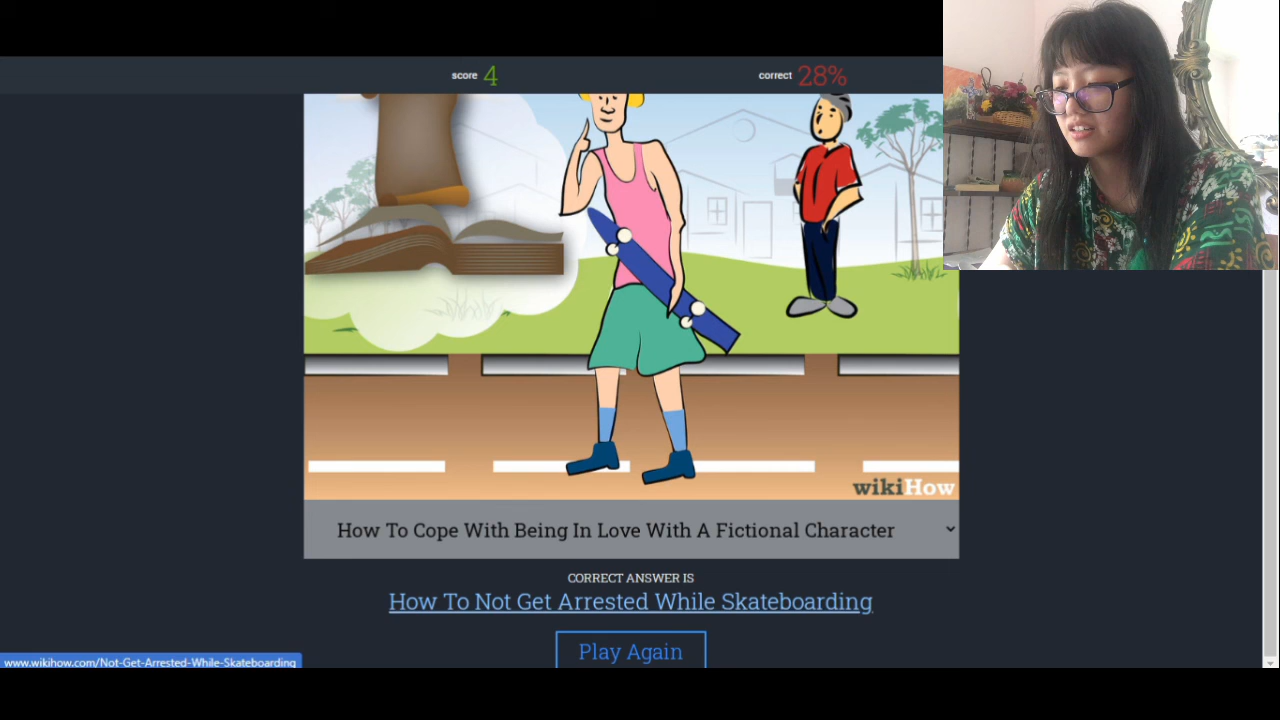 score 4
correct 28%
wikiHow
How To Cope With Being In Love With A Fictional Character
CORRECT ANSWER IS
How To Not Get Arrested While Skateboarding
Play Again
www.wikihow.com/Not-Get-Arrested-While-Skateboarding